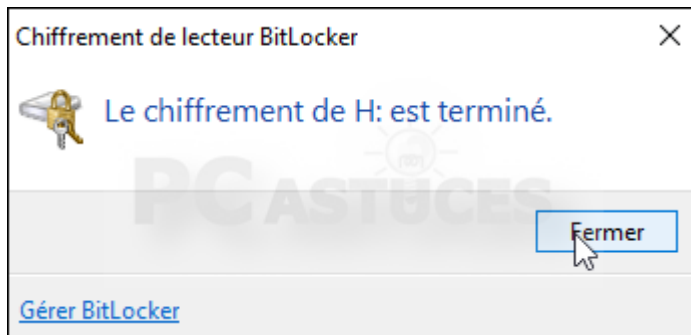 Chiffrement de lecteur BitLocker
Le chiffrement de H: est terminé.
PC ASTUCES
Fermer
Gérer BitLocker